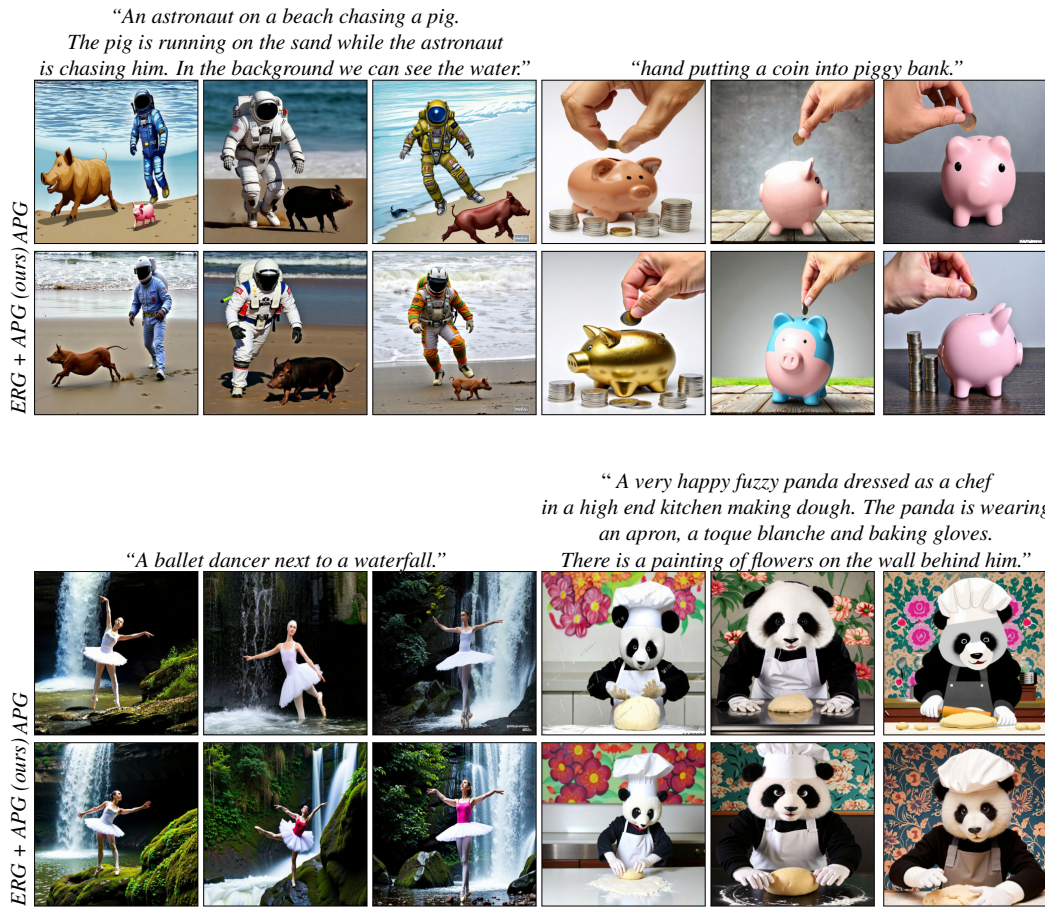 “An astronaut on a beach chasing a pig.
The pig is running on the sand while the astronaut
is chasing him. In the background we can see the water.”
“hand putting a coin into piggy bank.”
APG
ERG + APG (ours)
“ A very happy fuzzy panda dressed as a chef
in a high end kitchen making dough. The panda is wearing
an apron, a toque blanche and baking gloves.
There is a painting of flowers on the wall behind him.”
“A ballet dancer next to a waterfall.”
APG
ERG + APG (ours)